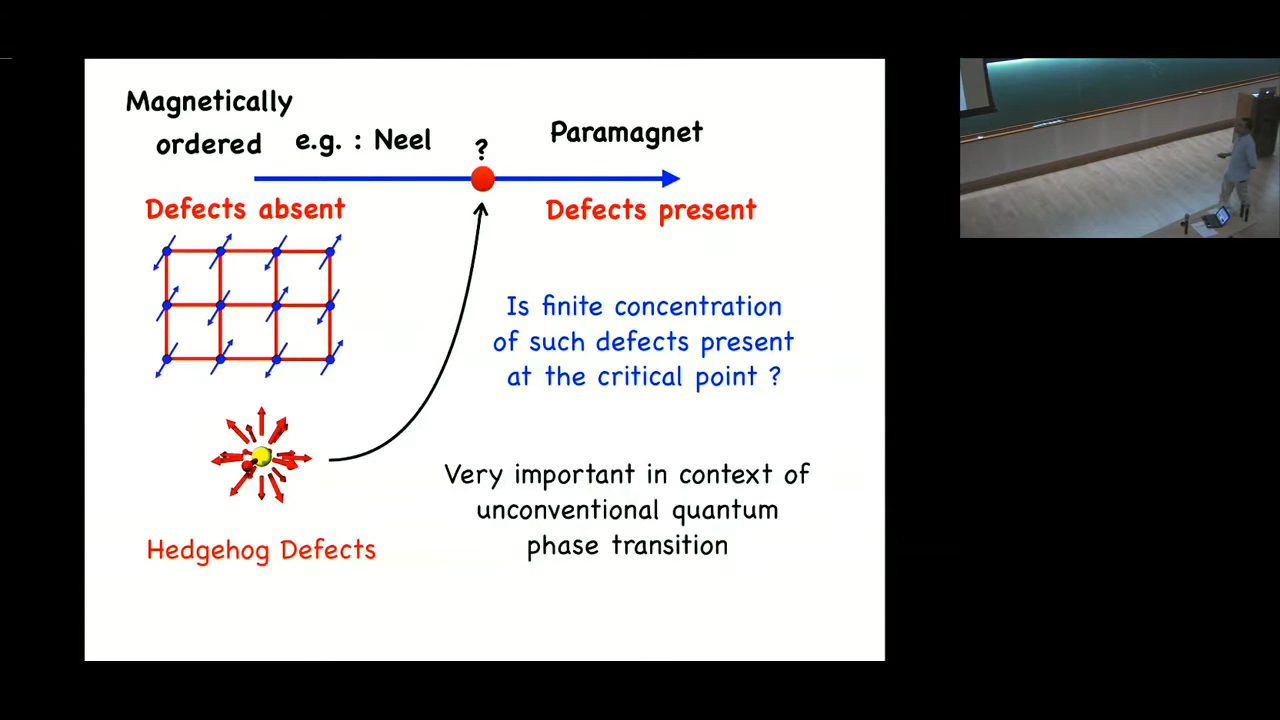 Magnetically
ordered
e.g. : Neel
?
Paramagnet
Defects absent
Defects present
Is finite concentration
of such defects present
at the critical point ?
Very important in context of
unconventional quantum
phase transition
Hedgehog Defects